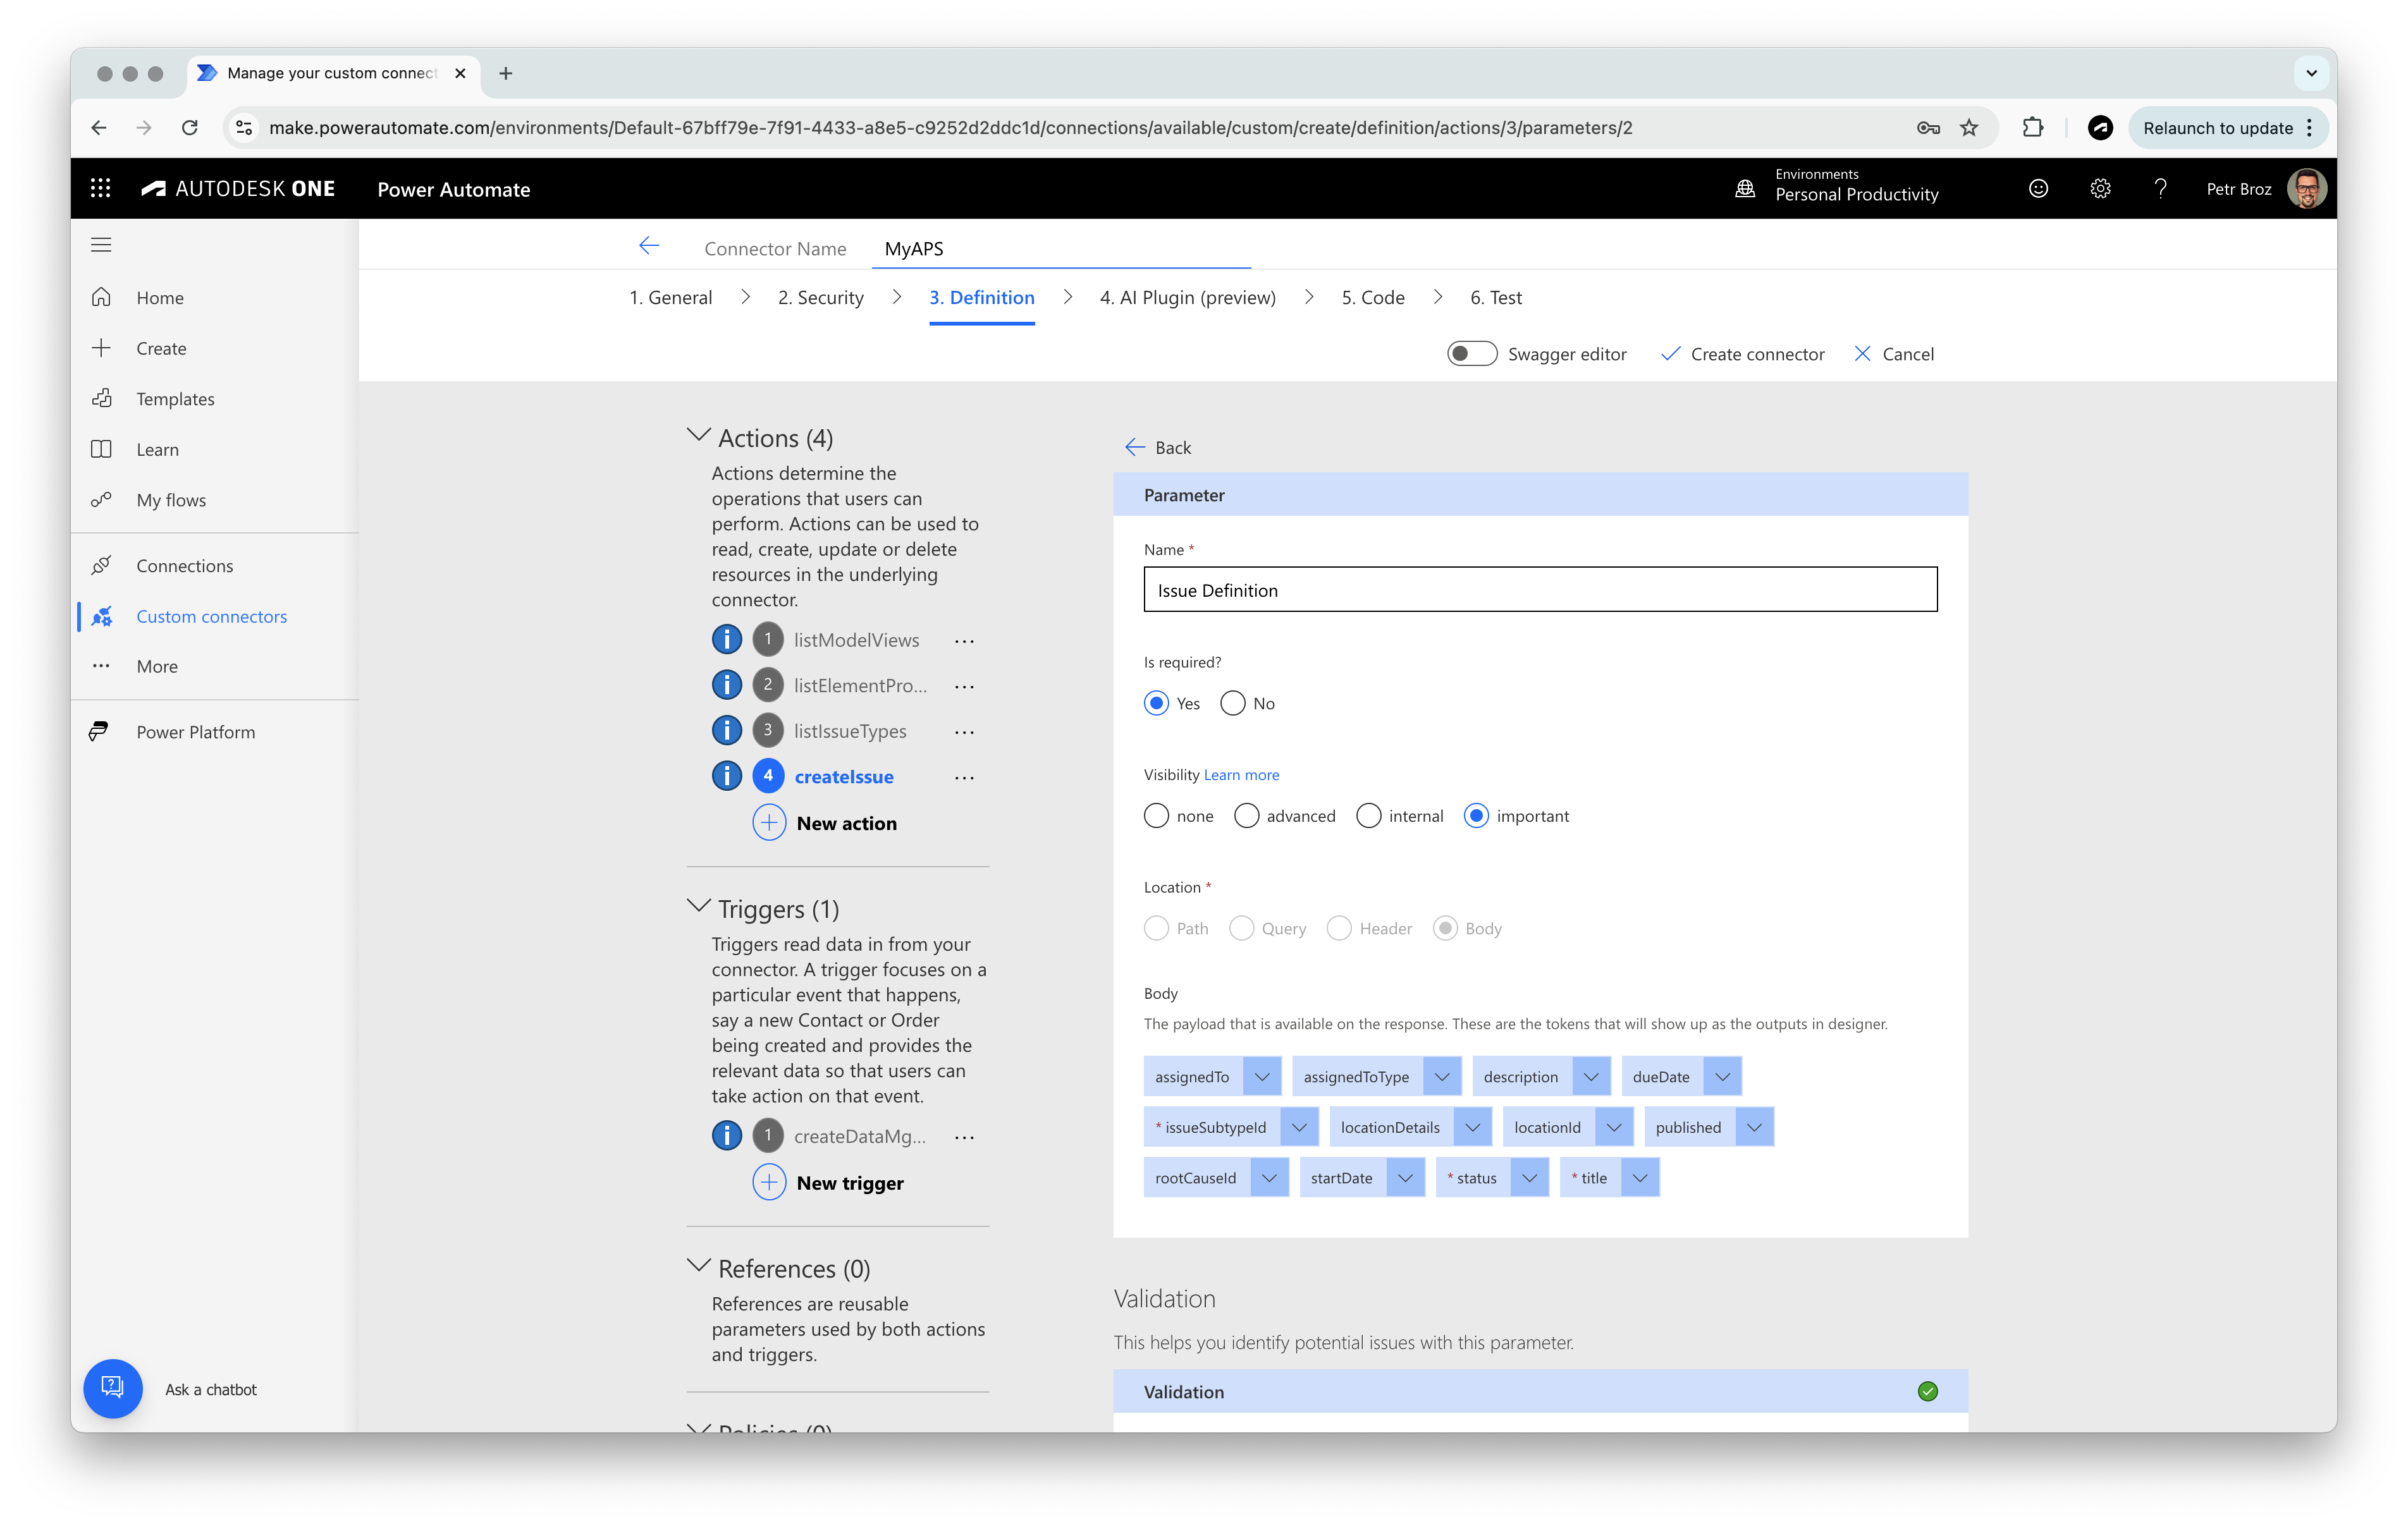 Manage your custom connect
make.powerautomate.com/environments/Default-67bff79e-7f91-4433-a8e5-c9252d2ddc1d/connections/available/custom/create/definition/actions/3/parameters/2
Relaunch to update
AUTODESK ONE
Power Automate
Environments
Personal Productivity
Petr Broz
Home
Create
Templates
Learn
My flows
Connections
Custom connectors
More
Power Platform
Ask a chatbot
Connector Name
MyAPS
1. General
2. Security
3. Definition
4. AI Plugin (preview)
5. Code
6. Test
Swagger editor
Create connector
Cancel
Actions (4)
Actions determine the
operations that users can
perform. Actions can be used to
read, create, update or delete
resources in the underlying
connector.
1 listModelViews ...
2 listElementPro... ...
3 listIssueTypes ...
4 createIssue ...
New action
Triggers (1)
Triggers read data in from your
connector. A trigger focuses on a
particular event that happens,
say a new Contact or Order
being created and provides the
relevant data so that users can
take action on that event.
1 createDataMg... ...
New trigger
References (0)
References are reusable
parameters used by both actions
and triggers.
Policies (0)
Back
Parameter
Name *
Issue Definition
Is required?
Yes No
Visibility Learn more
none advanced internal important
Location *
Path Query Header Body
Body
The payload that is available on the response. These are the tokens that will show up as the outputs in designer.
assignedTo assignedToType description dueDate
* issueSubtypeId locationDetails locationId published
rootCauseId startDate * status * title
Validation
This helps you identify potential issues with this parameter.
Validation